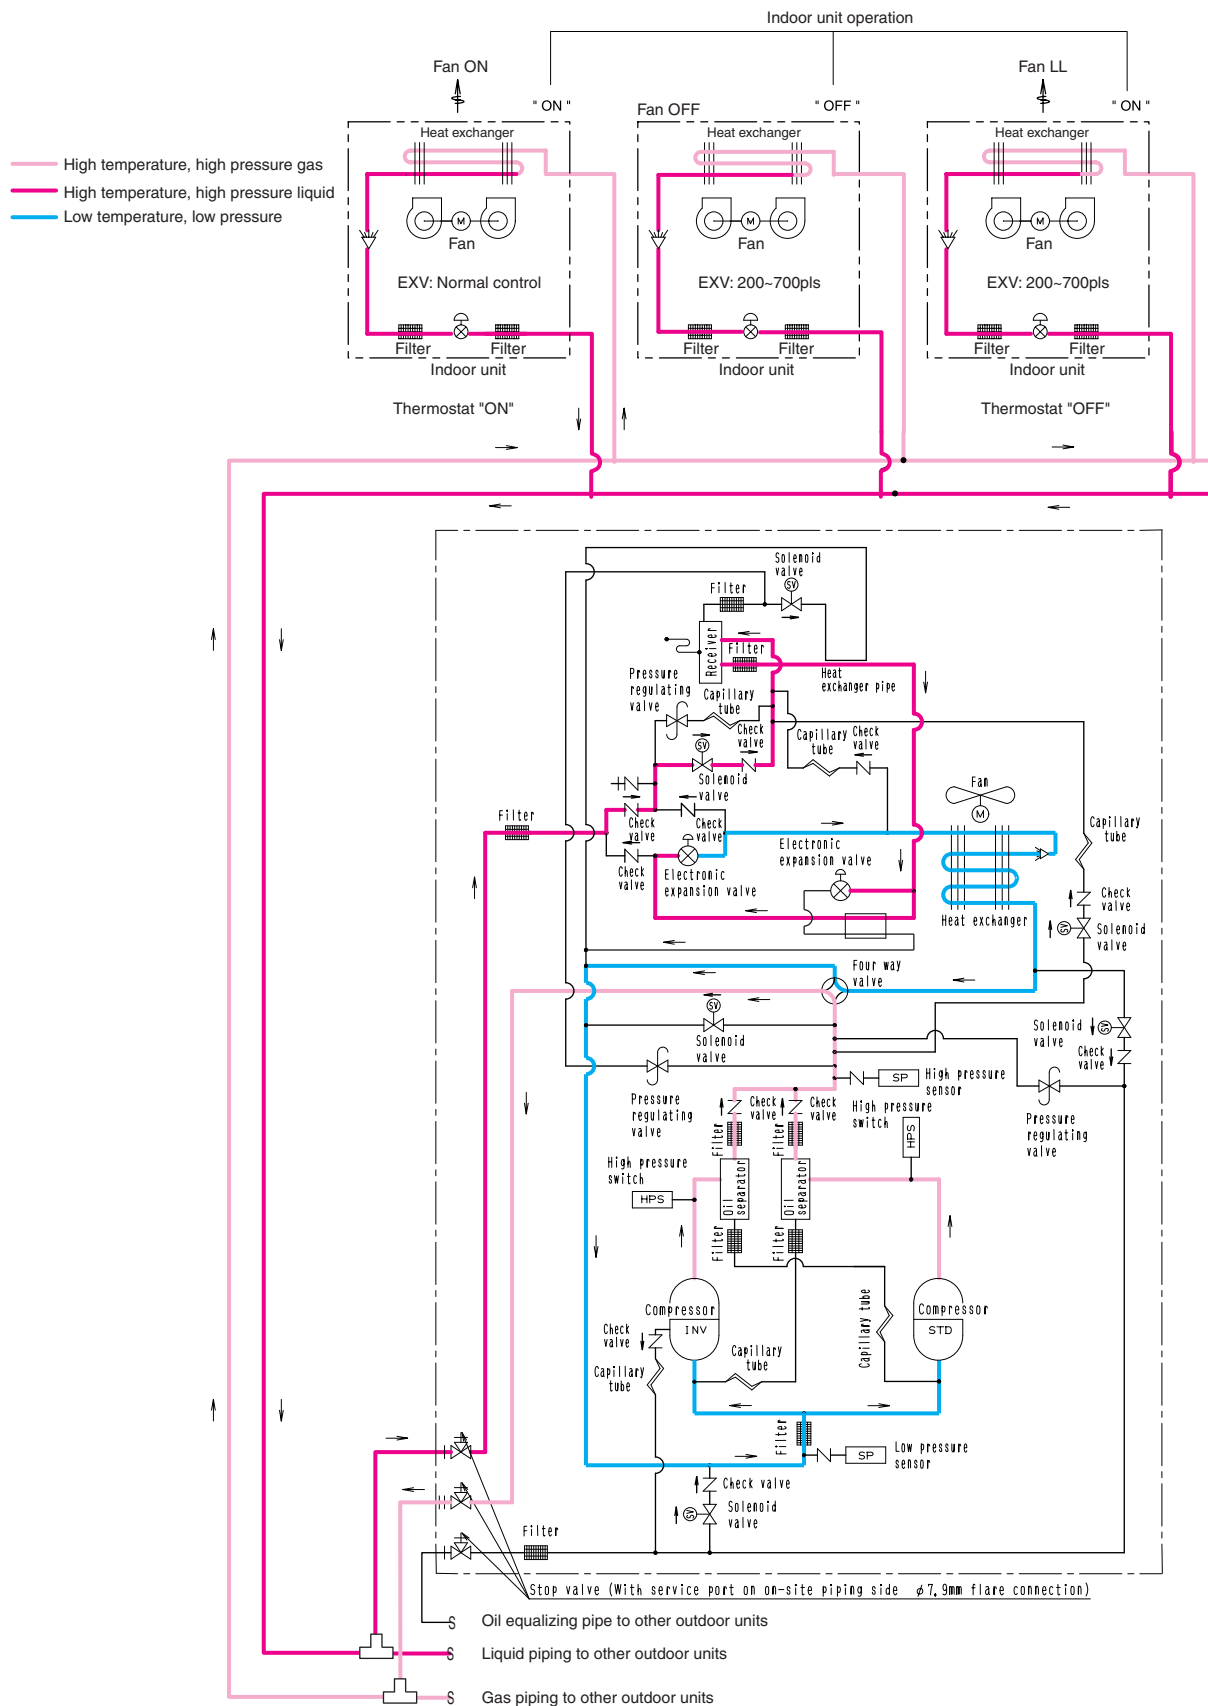 Indoor unit operation
Fan ON
Fan LL
" ON "
Fan OFF
" OFF "
" ON "
Heat exchanger
Heat exchanger
Heat exchanger
High temperature, high pressure gas
High temperature, high pressure liquid
Low temperature, low pressure
M
M
M
Fan
Fan
Fan
EXV: Normal control
EXV: 200~700pls
EXV: 200~700pls
Filter
Filter
Filter
Filter
Filter
Filter
Indoor unit
Indoor unit
Indoor unit
Thermostat "ON"
Thermostat "OFF"
Solenoid
valve
SV
Filter
Receiver
Filter
Heat
exchanger pipe
Pressure
regulating
valve
Capillary
tube
Check
valve
SV
Solenoid
valve
Capillary
tube
Check
valve
Fan
M
Filter
Check
valve
Check
valve
Capillary
tube
Electronic
expansion valve
Check
valve
Electronic
expansion valve
Heat exchanger
Check
valve
SV
Solenoid
valve
Four way
valve
SV
Solenoid
valve
Solenoid
valve
SV
Check
valve
SP
High pressure
sensor
Pressure
regulating
valve
Check
valve
Check
valve
High pressure
switch
Pressure
regulating
valve
Filter
Filter
HPS
High pressure
switch
HPS
Oil
separator
Oil
separator
Filter
Filter
Compressor
INV
Compressor
STD
Check
valve
Capillary
tube
Capillary
tube
Capillary tube
Filter
SP
Low pressure
sensor
Check valve
SV
Solenoid
valve
Filter
Stop valve (With service port on on-site piping side φ7.9mm flare connection)
S
Oil equalizing pipe to other outdoor units
S
Liquid piping to other outdoor units
S
Gas piping to other outdoor units